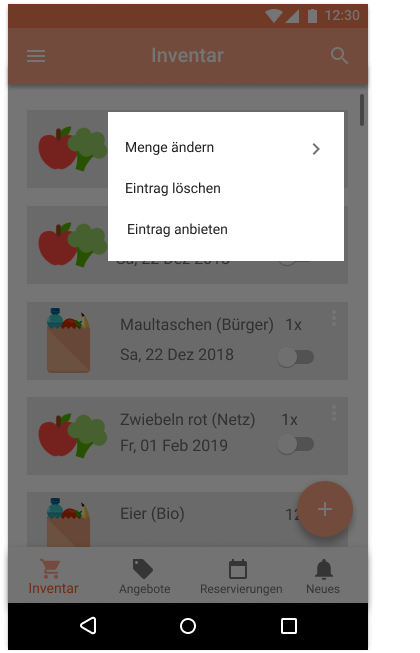 12:30
Inventar
Menge ändern
Eintrag löschen
Eintrag anbieten
Sa, 22 Dez 2018
Maultaschen (Bürger) 1x
Sa, 22 Dez 2018
Zwiebeln rot (Netz) 1x
Fr, 01 Feb 2019
Eier (Bio)
Inventar
Angebote
Reservierungen
Neues